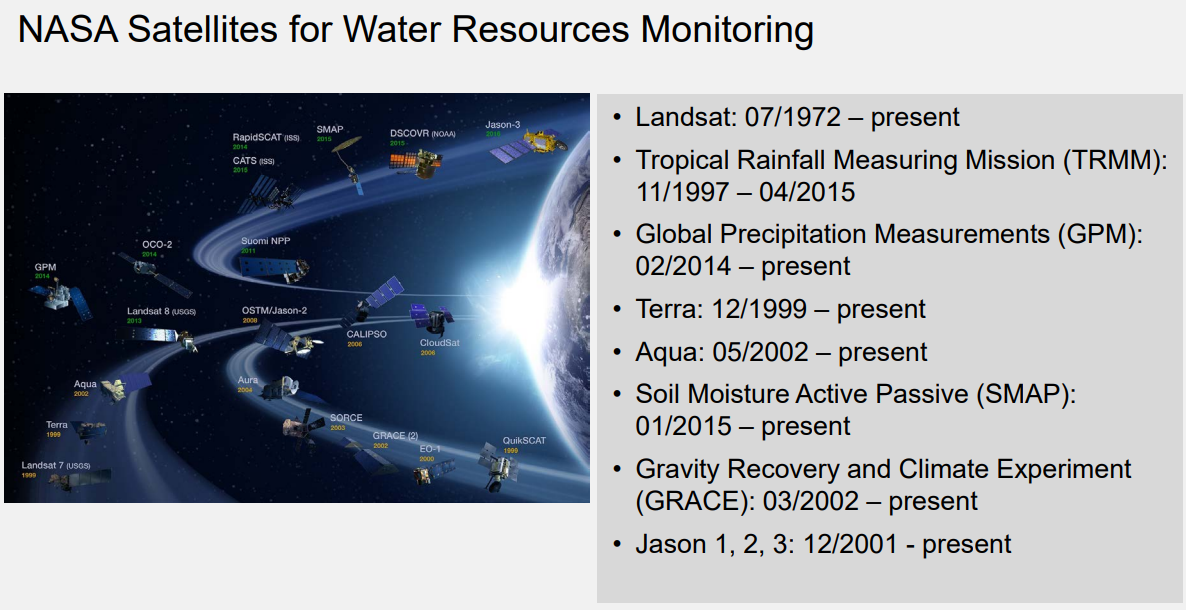 NASA Satellites for Water Resources Monitoring
RapidSCAT (ISS)
2014
CATS (ISS)
2015
SMAP
2015
DSCOVR (NOAA)
2015
Jason-3
2015
OCO-2
2014
Suomi NPP
2011
GPM
2014
Landsat 8 (USGS)
2013
OSTM/Jason-2
2008
CALIPSO
2006
CloudSat
2006
Aqua
2002
Aura
2004
Terra
1999
SORCE
2003
GRACE (2)
2002
EO-1
2000
QuikSCAT
1999
Landsat 7 (USGS)
1999
• Landsat: 07/1972 – present
• Tropical Rainfall Measuring Mission (TRMM):
11/1997 – 04/2015
• Global Precipitation Measurements (GPM):
02/2014 – present
• Terra: 12/1999 – present
• Aqua: 05/2002 – present
• Soil Moisture Active Passive (SMAP):
01/2015 – present
• Gravity Recovery and Climate Experiment
(GRACE): 03/2002 – present
• Jason 1, 2, 3: 12/2001 - present